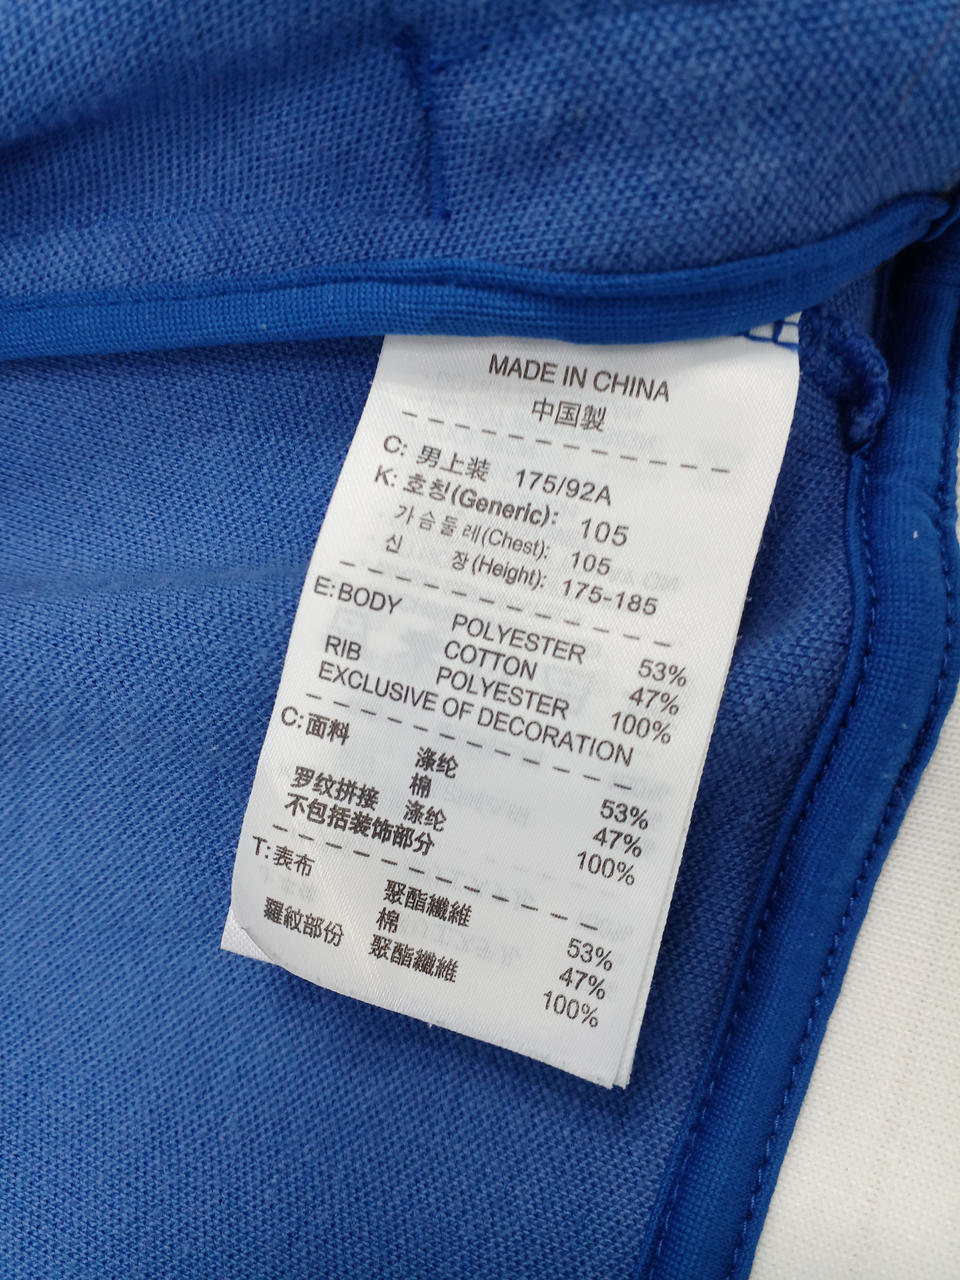 MADE IN CHINA
中国製
C: 男上装 175/92A
K: 호칭(Generic): 105
가슴둘레(Chest): 105
신 장(Height): 175-185
E: BODY POLYESTER 53%
COTTON 47%
RIB POLYESTER 100%
EXCLUSIVE OF DECORATION
C: 面料 涤纶 53%
棉 47%
罗纹拼接 涤纶 100%
不包括装饰部分
T: 表布 聚酯纖維 53%
棉 47%
羅紋部份 聚酯纖維 100%